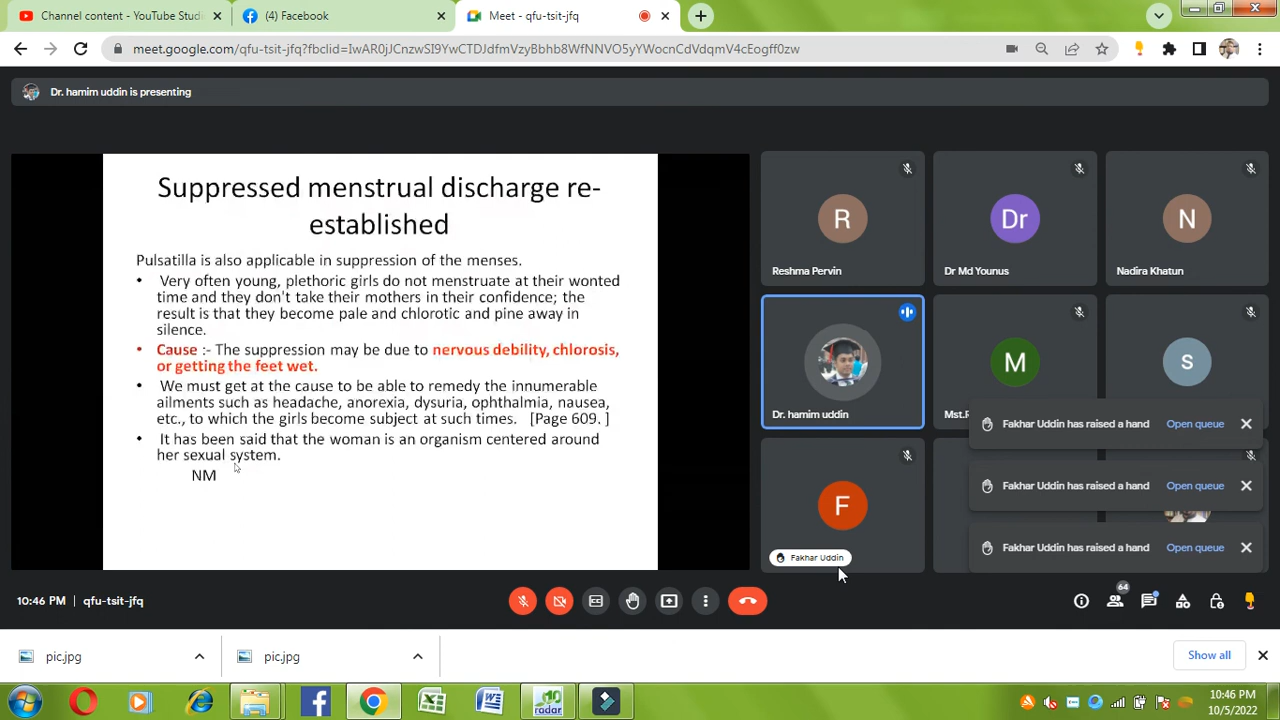 Channel content - YouTube Stud
(4) Facebook
Meet - qfu-tsit-jfq
meet.google.com/qfu-tsit-jfq?fbclid=IwAR0jJCnzwSI9YwCTDJdfmVzyBbhb8WfNNVO5yYWocnCdVdqmV4cEogff0zw
Dr. hamim uddin is presenting
Suppressed menstrual discharge re-
established
Pulsatilla is also applicable in suppression of the menses.
• Very often young, plethoric girls do not menstruate at their wonted
time and they don't take their mothers in their confidence; the
result is that they become pale and chlorotic and pine away in
silence.
• Cause :- The suppression may be due to nervous debility, chlorosis,
or getting the feet wet.
• We must get at the cause to be able to remedy the innumerable
ailments such as headache, anorexia, dysuria, ophthalmia, nausea,
etc., to which the girls become subject at such times. [Page 609. ]
• It has been said that the woman is an organism centered around
her sexual system.
NM
R
Reshma Pervin
Dr
Dr Md Younus
N
Nadira Khatun
Dr. hamim uddin
M
Mst.R
s
F
Fakhar Uddin
Fakhar Uddin has raised a hand Open queue
Fakhar Uddin has raised a hand Open queue
Fakhar Uddin has raised a hand Open queue
10:46 PM | qfu-tsit-jfq
64
pic.jpg
pic.jpg
Show all
10
radar
10:46 PM
10/5/2022